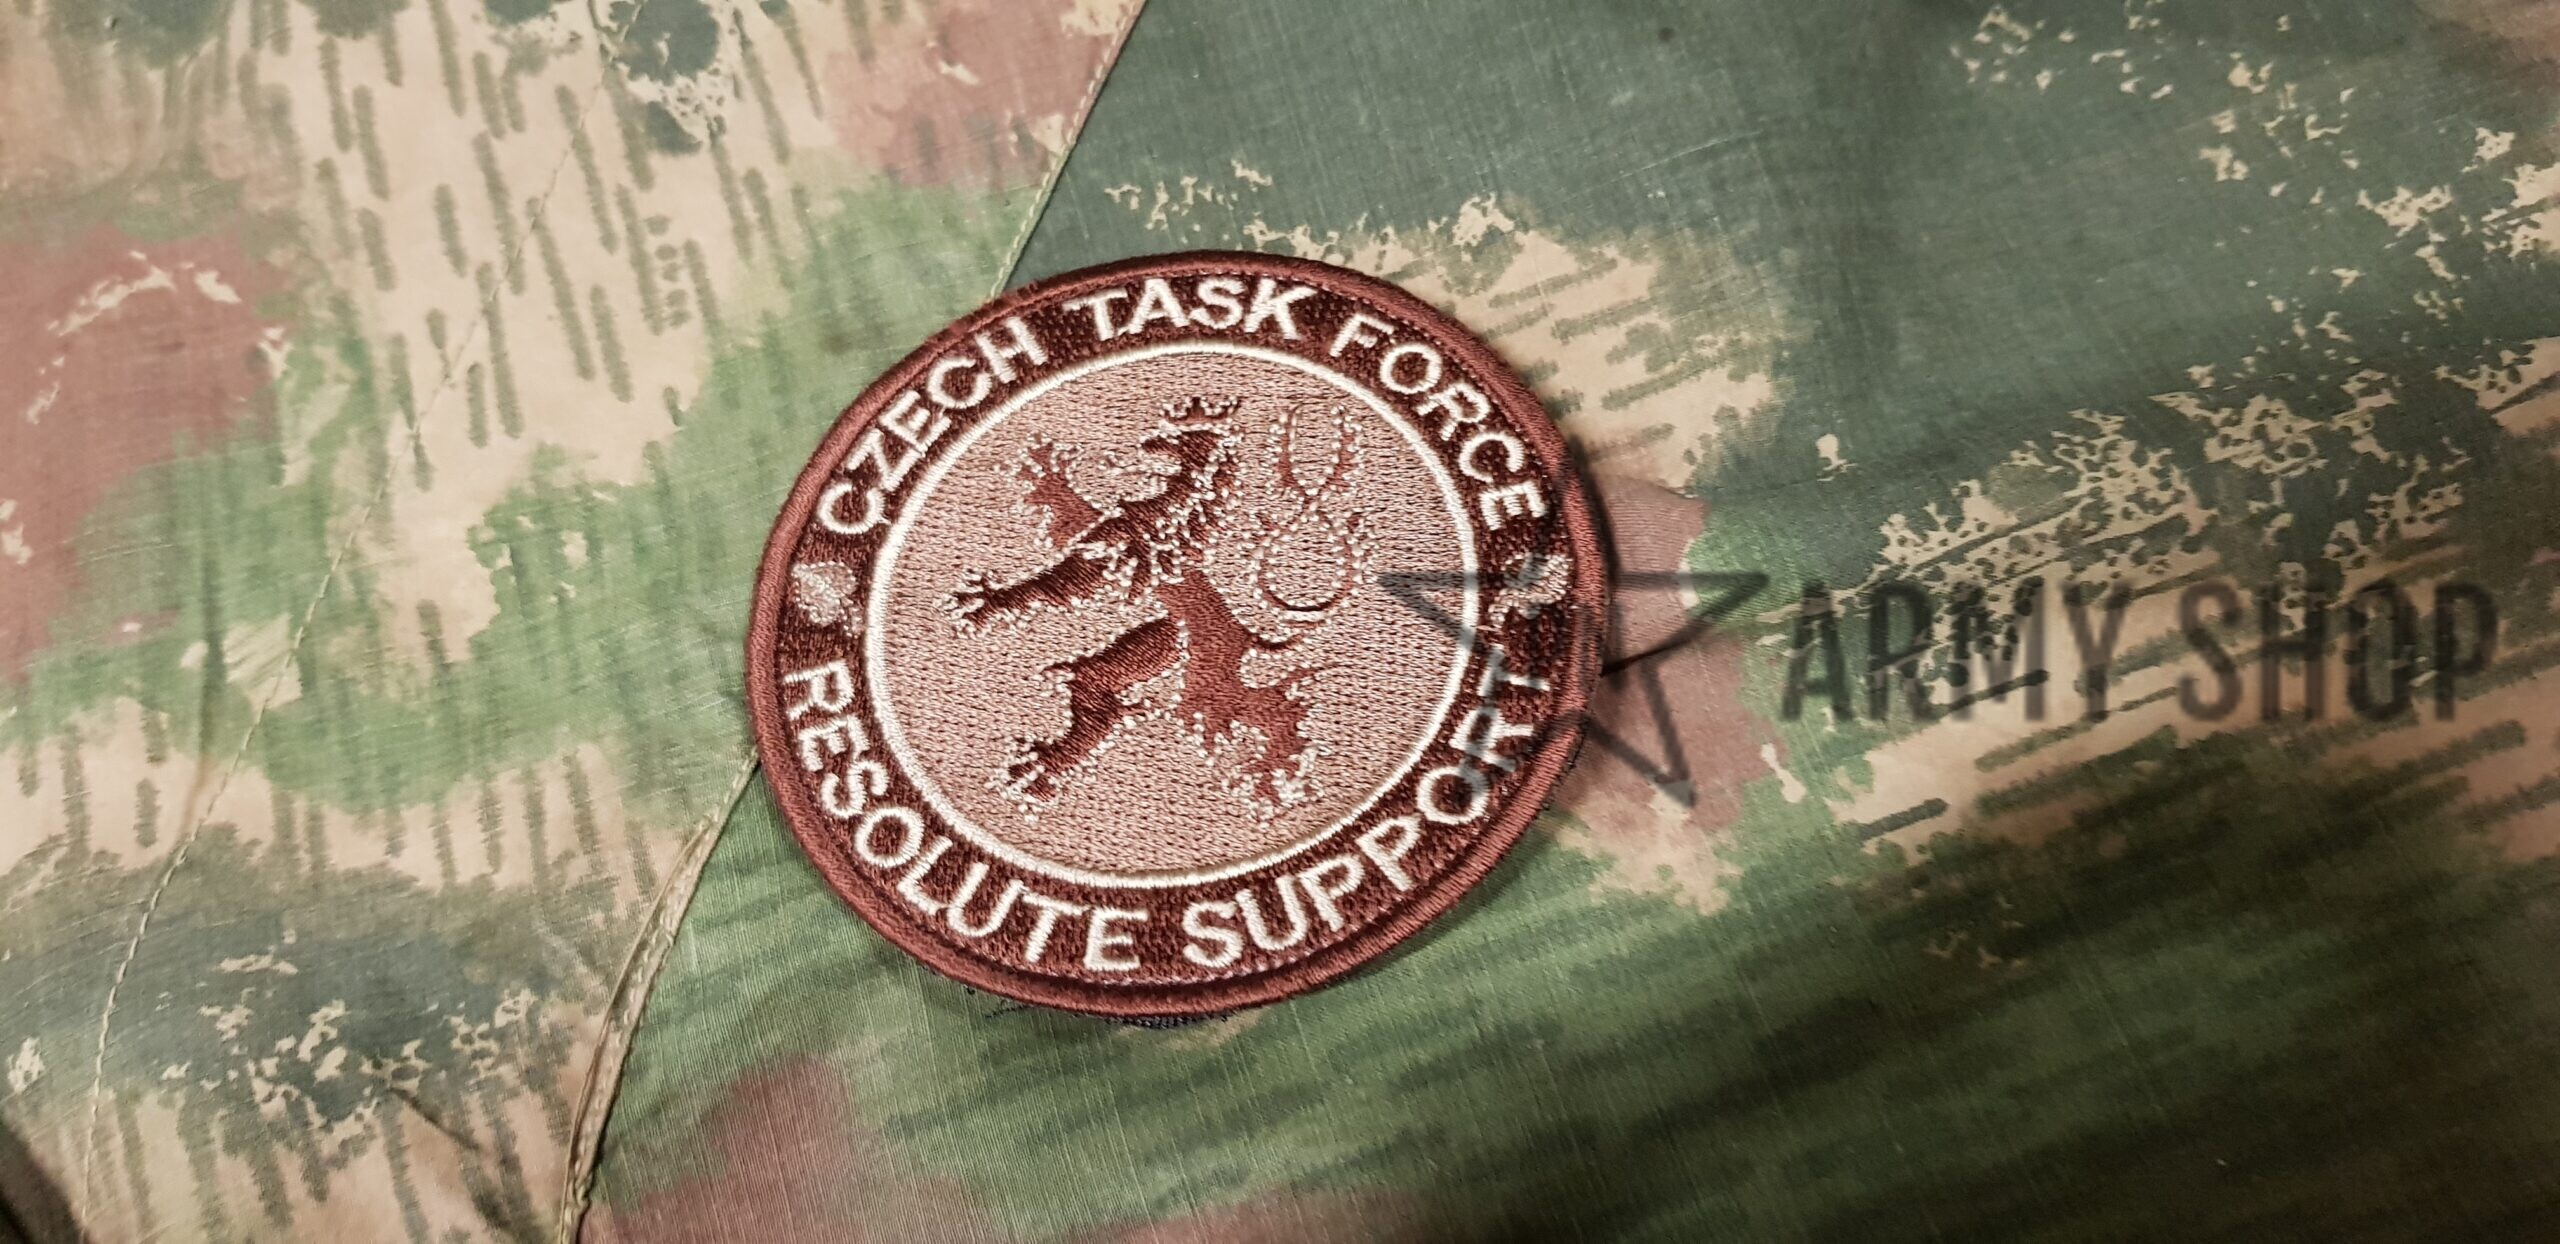 CZECH TASK FORCE
RESOLUTE SUPPORT
ARMY SHOP